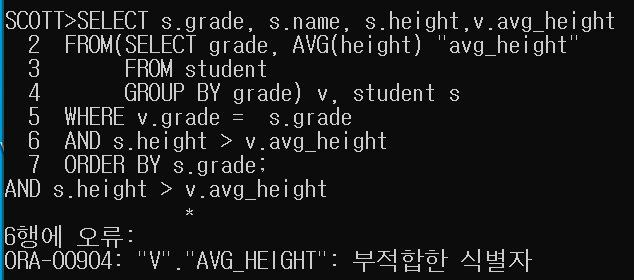 SCOTT>SELECT s.grade, s.name, s.height,v.avg_height
2 FROM(SELECT grade, AVG(height) "avg_height"
3 FROM student
4 GROUP BY grade) v, student s
5 WHERE v.grade = s.grade
6 AND s.height > v.avg_height
7 ORDER BY s.grade;
AND s.height > v.avg_height
*
6행에 오류:
ORA-00904: "V"."AVG_HEIGHT": 부적합한 식별자